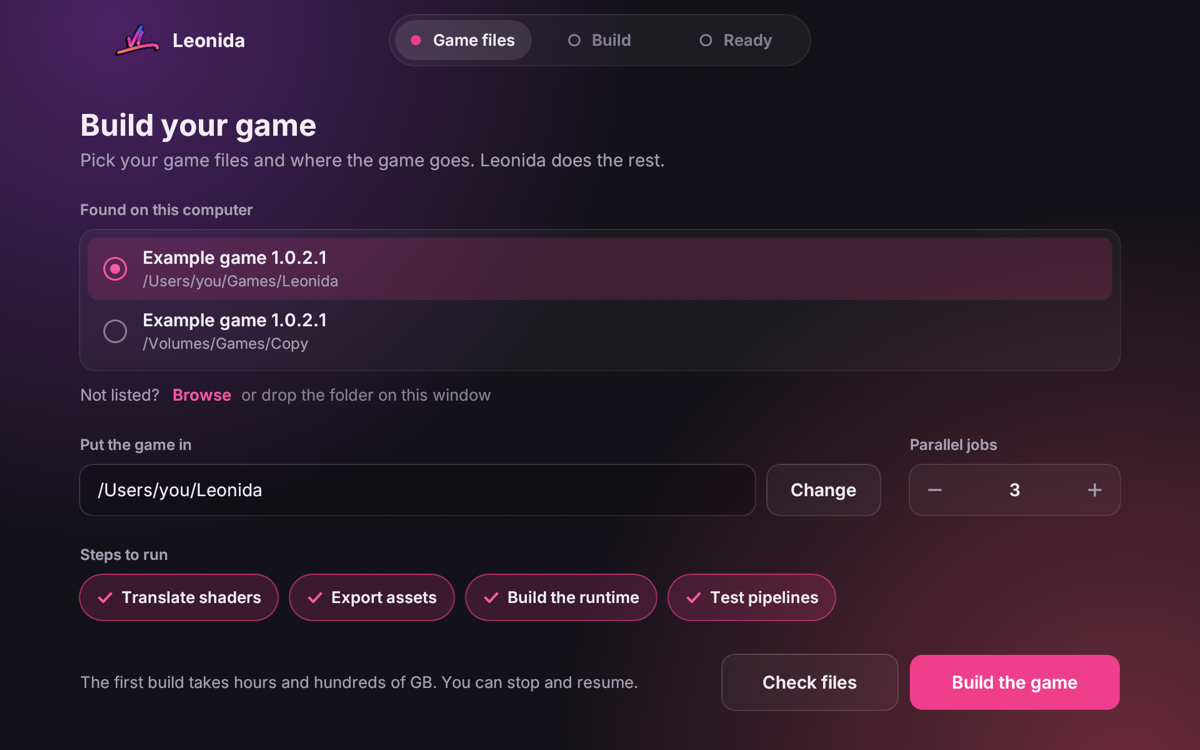 VI Leonida
Game files
Build
Ready
Build your game
Pick your game files and where the game goes. Leonida does the rest.
Found on this computer
Example game 1.0.2.1
/Users/you/Games/Leonida
Example game 1.0.2.1
/Volumes/Games/Copy
Not listed? Browse or drop the folder on this window
Put the game in
Parallel jobs
/Users/you/Leonida
Change
− 3 +
Steps to run
Translate shaders
Export assets
Build the runtime
Test pipelines
The first build takes hours and hundreds of GB. You can stop and resume.
Check files
Build the game